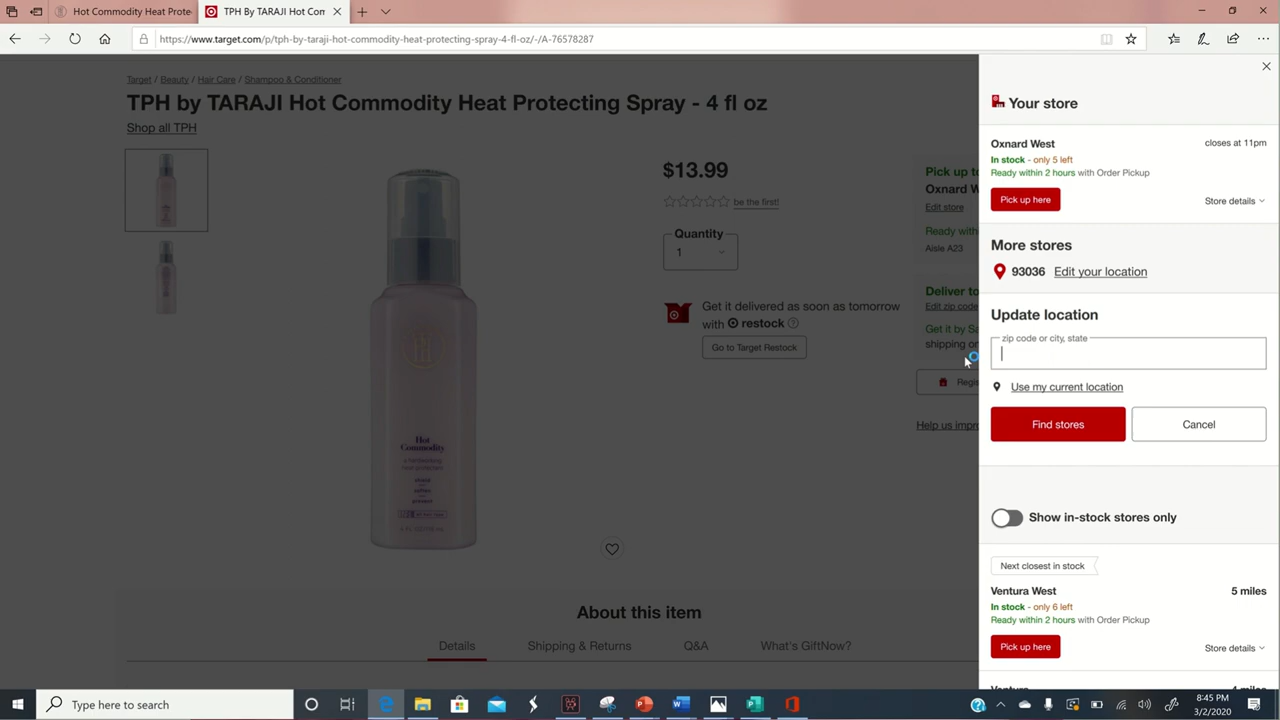 Hot Commodity Heat Prote
TPH By TARAJI Hot Com
https://www.target.com/p/tph-by-taraji-hot-commodity-heat-protecting-spray-4-fl-oz/-/A-76578287
Target / Beauty / Hair Care / Shampoo & Conditioner
TPH by TARAJI Hot Commodity Heat Protecting Spray - 4 fl oz
Shop all TPH
$13.99
be the first!
Quantity
1
Get it delivered as soon as tomorrow
with restock
Go to Target Restock
Pick up to
Oxnard W
Edit store
Ready with
Aisle A23
Deliver to
Edit zip code
Get it by Sa
shipping on
Regis
Help us impro
Hot
Commodity
shield
protect
About this item
Details
Shipping & Returns
Q&A
What's GiftNow?
Your store
Oxnard West
closes at 11pm
In stock - only 5 left
Ready within 2 hours with Order Pickup
Pick up here
Store details
More stores
93036 Edit your location
Update location
zip code or city, state
Use my current location
Find stores
Cancel
Show in-stock stores only
Next closest in stock
Ventura West
5 miles
In stock - only 6 left
Ready within 2 hours with Order Pickup
Pick up here
Store details
Type here to search
8:45 PM
3/2/2020